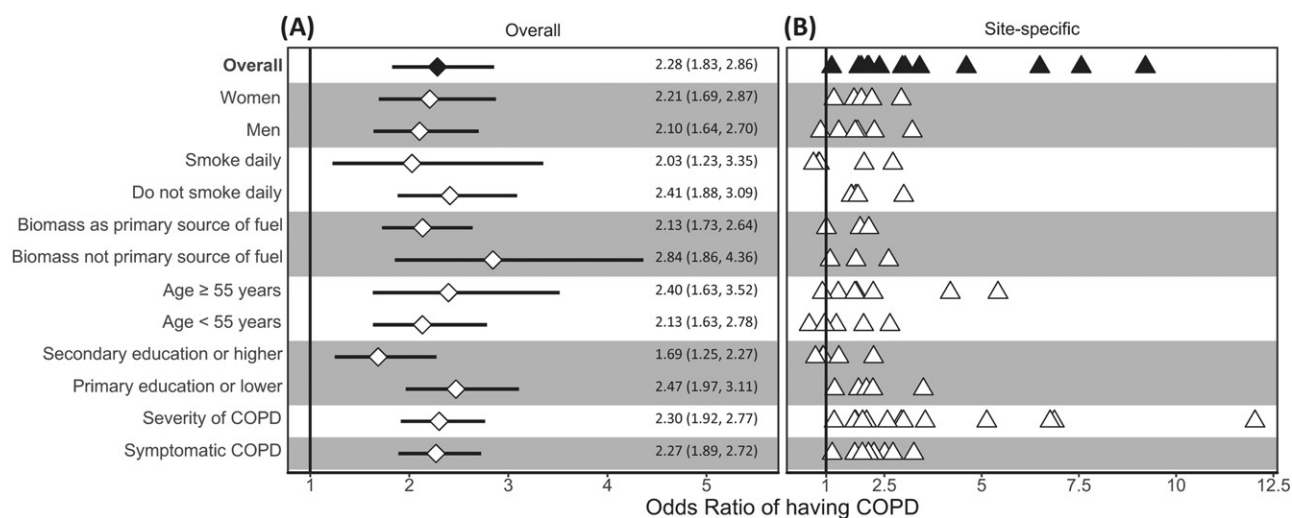 (A) Overall (B) Site-specific
Overall 2.28 (1.83, 2.86)
Women 2.21 (1.69, 2.87)
Men 2.10 (1.64, 2.70)
Smoke daily 2.03 (1.23, 3.35)
Do not smoke daily 2.41 (1.88, 3.09)
Biomass as primary source of fuel 2.13 (1.73, 2.64)
Biomass not primary source of fuel 2.84 (1.86, 4.36)
Age ≥ 55 years 2.40 (1.63, 3.52)
Age < 55 years 2.13 (1.63, 2.78)
Secondary education or higher 1.69 (1.25, 2.27)
Primary education or lower 2.47 (1.97, 3.11)
Severity of COPD 2.30 (1.92, 2.77)
Symptomatic COPD 2.27 (1.89, 2.72)
1 2 3 4 5 1 2.5 5 7.5 10 12.5
Odds Ratio of having COPD